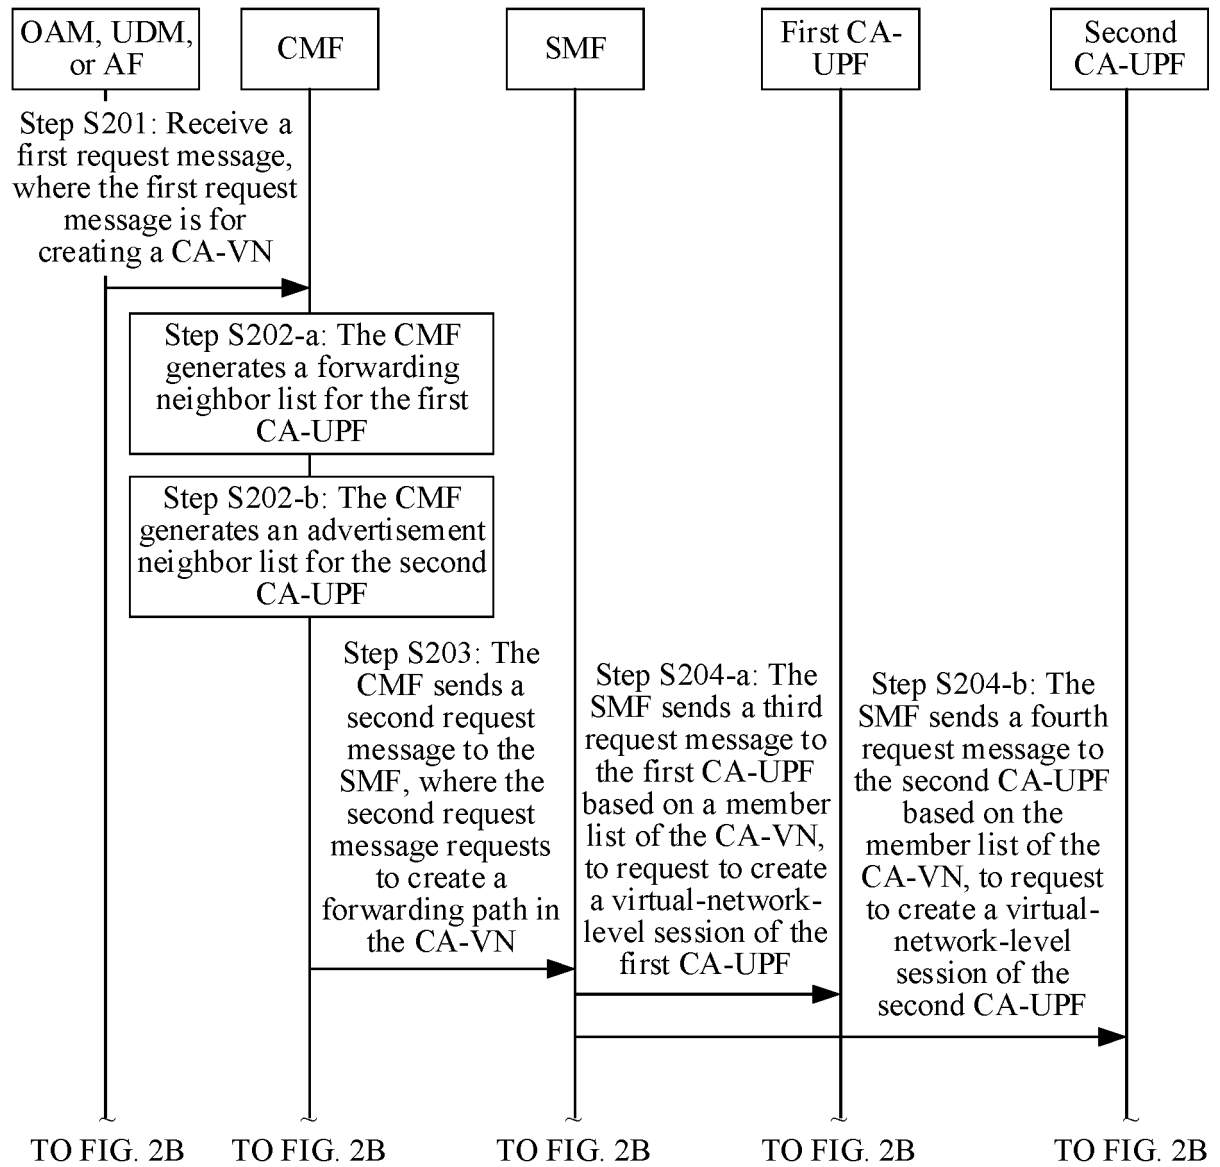 OAM, UDM,
or AF
CMF
SMF
First CA-
UPF
Second
CA-UPF
Step S201: Receive a
first request message,
where the first request
message is for
creating a CA-VN
Step S202-a: The CMF
generates a forwarding
neighbor list for the first
CA-UPF
Step S202-b: The CMF
generates an advertisement
neighbor list for the second
CA-UPF
Step S203: The
CMF sends a
second request
message to the
SMF, where the
second request
message requests
to create a
forwarding path in
the CA-VN
Step S204-a: The
SMF sends a third
request message to
the first CA-UPF
based on a member
list of the CA-VN,
to request to create
a virtual-network-
level session of the
first CA-UPF
Step S204-b: The
SMF sends a fourth
request message to
the second CA-UPF
based on the
member list of the
CA-VN, to request
to create a virtual-
network-level
session of the
second CA-UPF
TO FIG. 2B
TO FIG. 2B
TO FIG. 2B
TO FIG. 2B
TO FIG. 2B